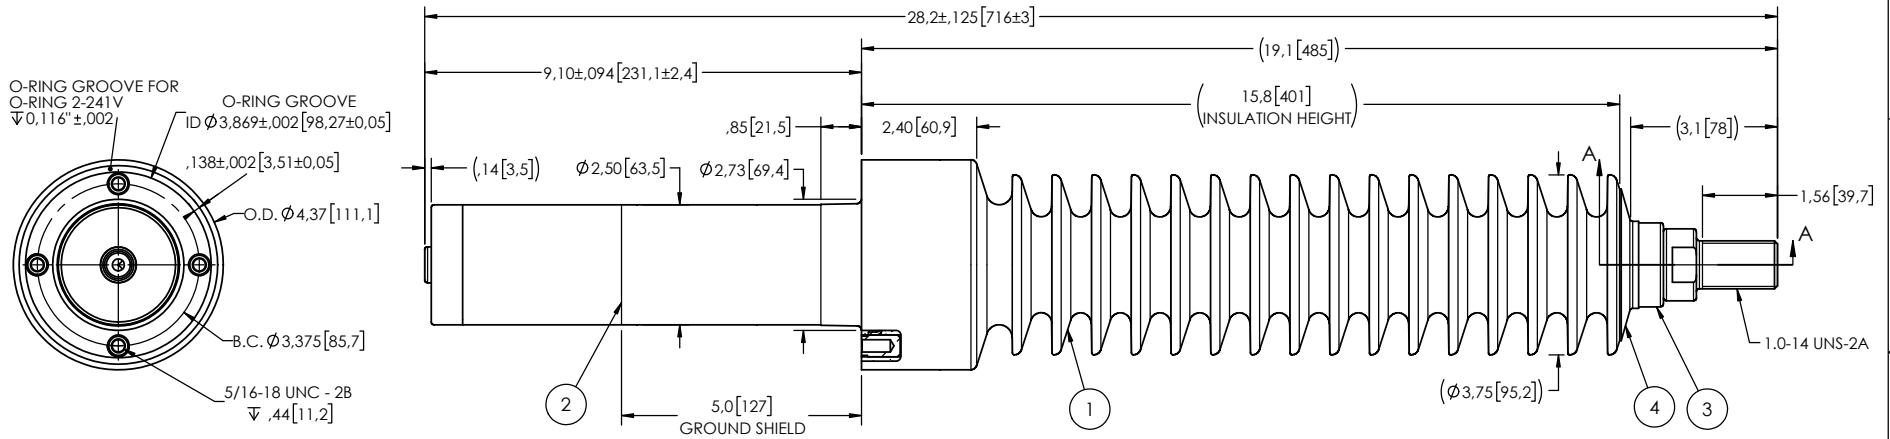 28,2±,125[716±3]
(19,1[485])
9,10±,094[231,1±2,4]
O-RING GROOVE FOR
O-RING 2-241V
↧0,116"±,002
O-RING GROOVE
ID Ø3,869±,002[98,27±0,05]
15,8[401]
(INSULATION HEIGHT)
,85[21,5]
2,40[60,9]
(3,1[78])
,138±,002[3,51±0,05]
(,14[3,5])
Ø2,50[63,5]
Ø2,73[69,4]
A
1,56[39,7]
O.D. Ø4,37[111,1]
A
B.C. Ø3,375[85,7]
1.0-14 UNS-2A
5/16-18 UNC - 2B
↧ ,44[11,2]
2
5,0[127]
GROUND SHIELD
1
(Ø3,75[95,2])
4
3